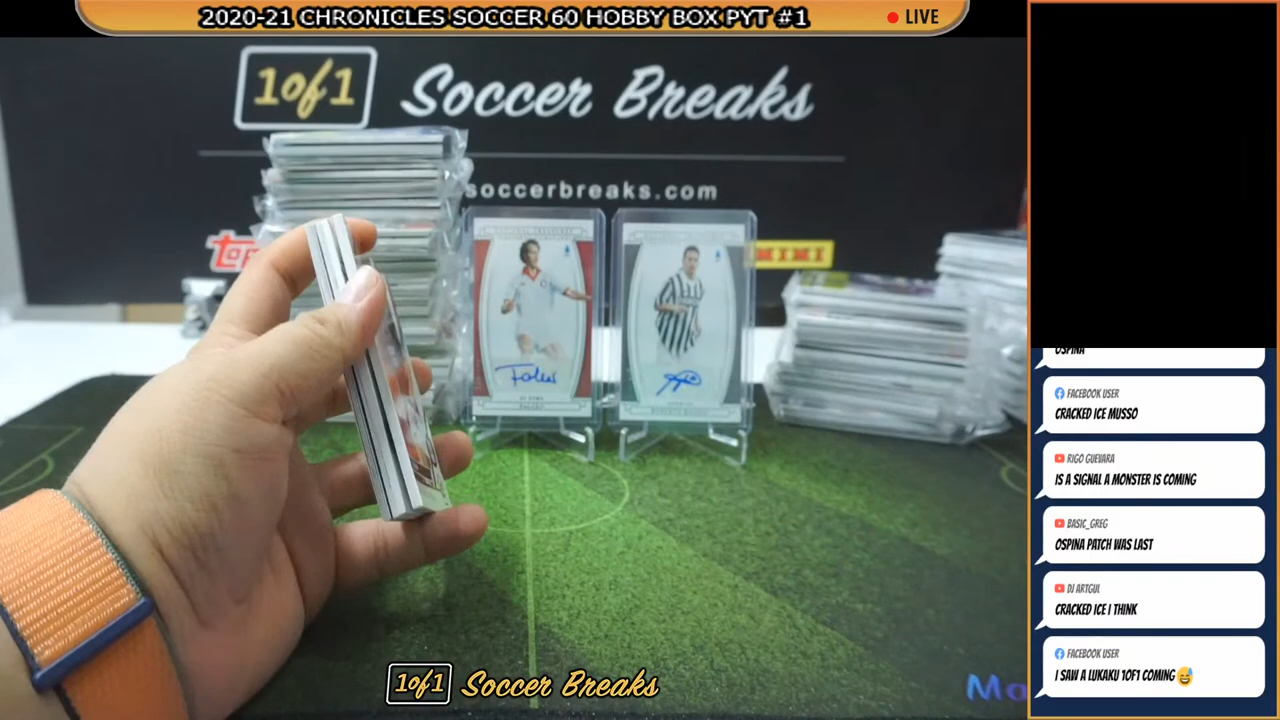 2020-21 CHRONICLES SOCCER 60 HOBBY BOX PYT #1
LIVE
1of1 Soccer Breaks
soccerbreaks.com
OSPINA
FACEBOOK USER
CRACKED ICE MUSSO
RIGO GUEVARA
IS A SIGNAL A MONSTER IS COMING
BASIC_GREG
OSPINA PATCH WAS LAST
DJ ARTGUL
CRACKED ICE I THINK
FACEBOOK USER
I SAW A LUKAKU 1OF1 COMING😅
1of1 Soccer Breaks
Mo